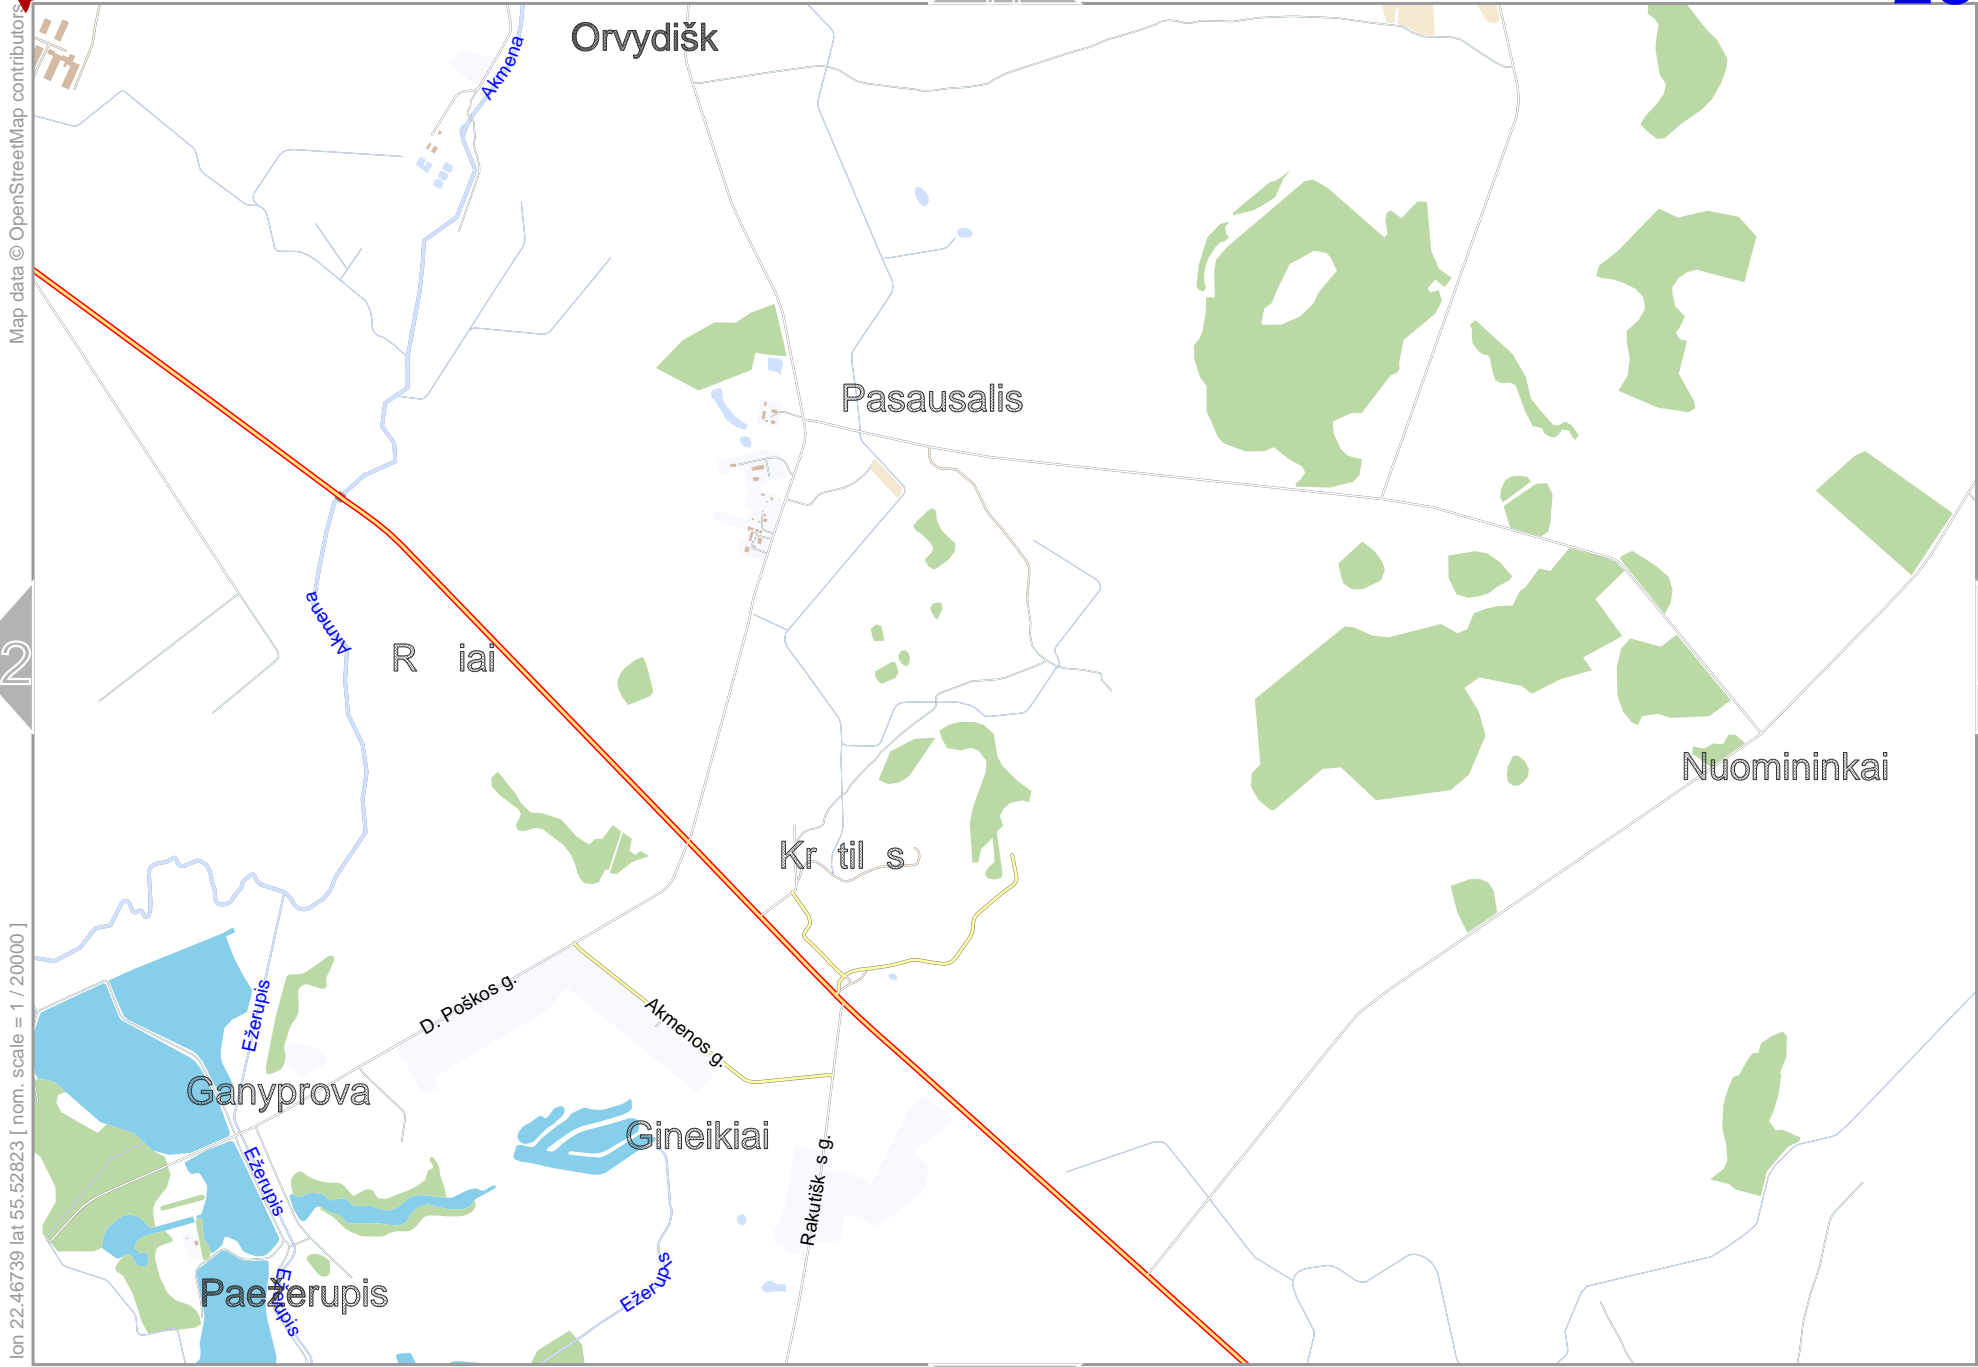 Map data © OpenStreetMap contributors
Orvydišk
Akmena
Pasausalis
Akmena
2
R iai
Nuomininkai
Kr til s
D. Poškos g.
Ežerupis
Akmenos g.
Ganyprova
Gineikiai
Ežerupis
Rakutišk s g.
Ežerupis
Paežerupis
Ežerupis
lon 22.46739 lat 55.52823 [ nom. scale = 1 / 20000 ]